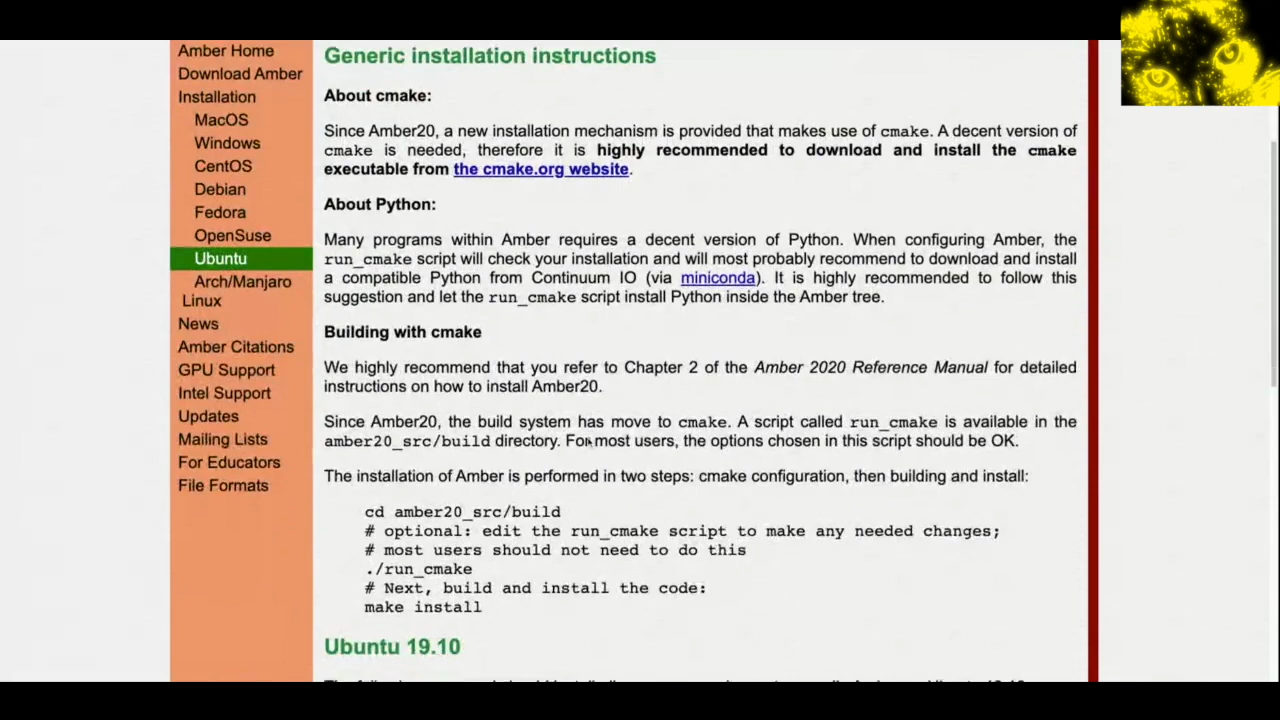 Amber Home
Download Amber
Installation
MacOS
Windows
CentOS
Debian
Fedora
OpenSuse
Ubuntu
Arch/Manjaro
Linux
News
Amber Citations
GPU Support
Intel Support
Updates
Mailing Lists
For Educators
File Formats
Generic installation instructions
About cmake:
Since Amber20, a new installation mechanism is provided that makes use of cmake. A decent version of
cmake is needed, therefore it is highly recommended to download and install the cmake
executable from the cmake.org website.
About Python:
Many programs within Amber requires a decent version of Python. When configuring Amber, the
run_cmake script will check your installation and will most probably recommend to download and install
a compatible Python from Continuum IO (via miniconda). It is highly recommended to follow this
suggestion and let the run_cmake script install Python inside the Amber tree.
Building with cmake
We highly recommend that you refer to Chapter 2 of the Amber 2020 Reference Manual for detailed
instructions on how to install Amber20.
Since Amber20, the build system has move to cmake. A script called run_cmake is available in the
amber20_src/build directory. For most users, the options chosen in this script should be OK.
The installation of Amber is performed in two steps: cmake configuration, then building and install:
cd amber20_src/build
# optional: edit the run_cmake script to make any needed changes;
# most users should not need to do this
./run_cmake
# Next, build and install the code:
make install
Ubuntu 19.10